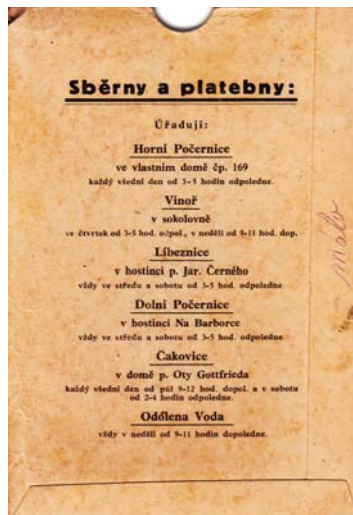 Sběrny a platebny:
Úřadují:
Horní Počernice
ve vlastním domě čp. 169
každý všední den od 3-5 hodin odpoledne.
Vinoř
v sokolovně
ve čtvrtek od 3-5 hod. odpol., v neděli od 9-11 hod. dop.
Líbeznice
v hostinci p. Jar. Černého
vždy ve středu a sobotu od 3-5 hod. odpoledne
Dolní Počernice
v hostinci Na Barborce
vždy ve středu a sobotu od 3-5 hod. odpoledne.
Čakovice
v domě p. Oty Gottfrieda
každý všední den od půl 9-12 hod. dopol. a v sobotu
od 2-4 hodin odpoledne.
Odolena Voda
vždy v neděli od 9-11 hodin dopoledne.
málo